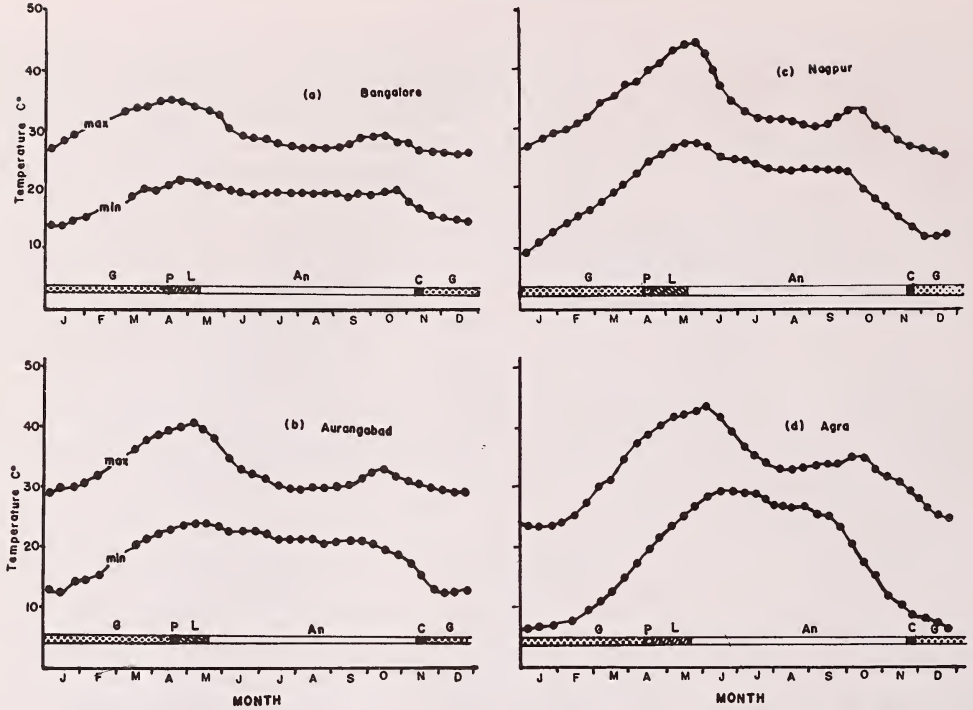 50
40
30
20
10
Temperature C°
(a) Bangalore
max
min
G P L An C G
J F M A M J J A S O N D
(c) Nagpur
G P L An C G
J F M A M J J A S O N D
50
40
30
20
10
Temperature C°
(b) Aurangabad
max
min
G P L An C G
J F M A M J J A S O N D
MONTH
(d) Agra
G P L An C G
J F M A M J J A S O N D
MONTH